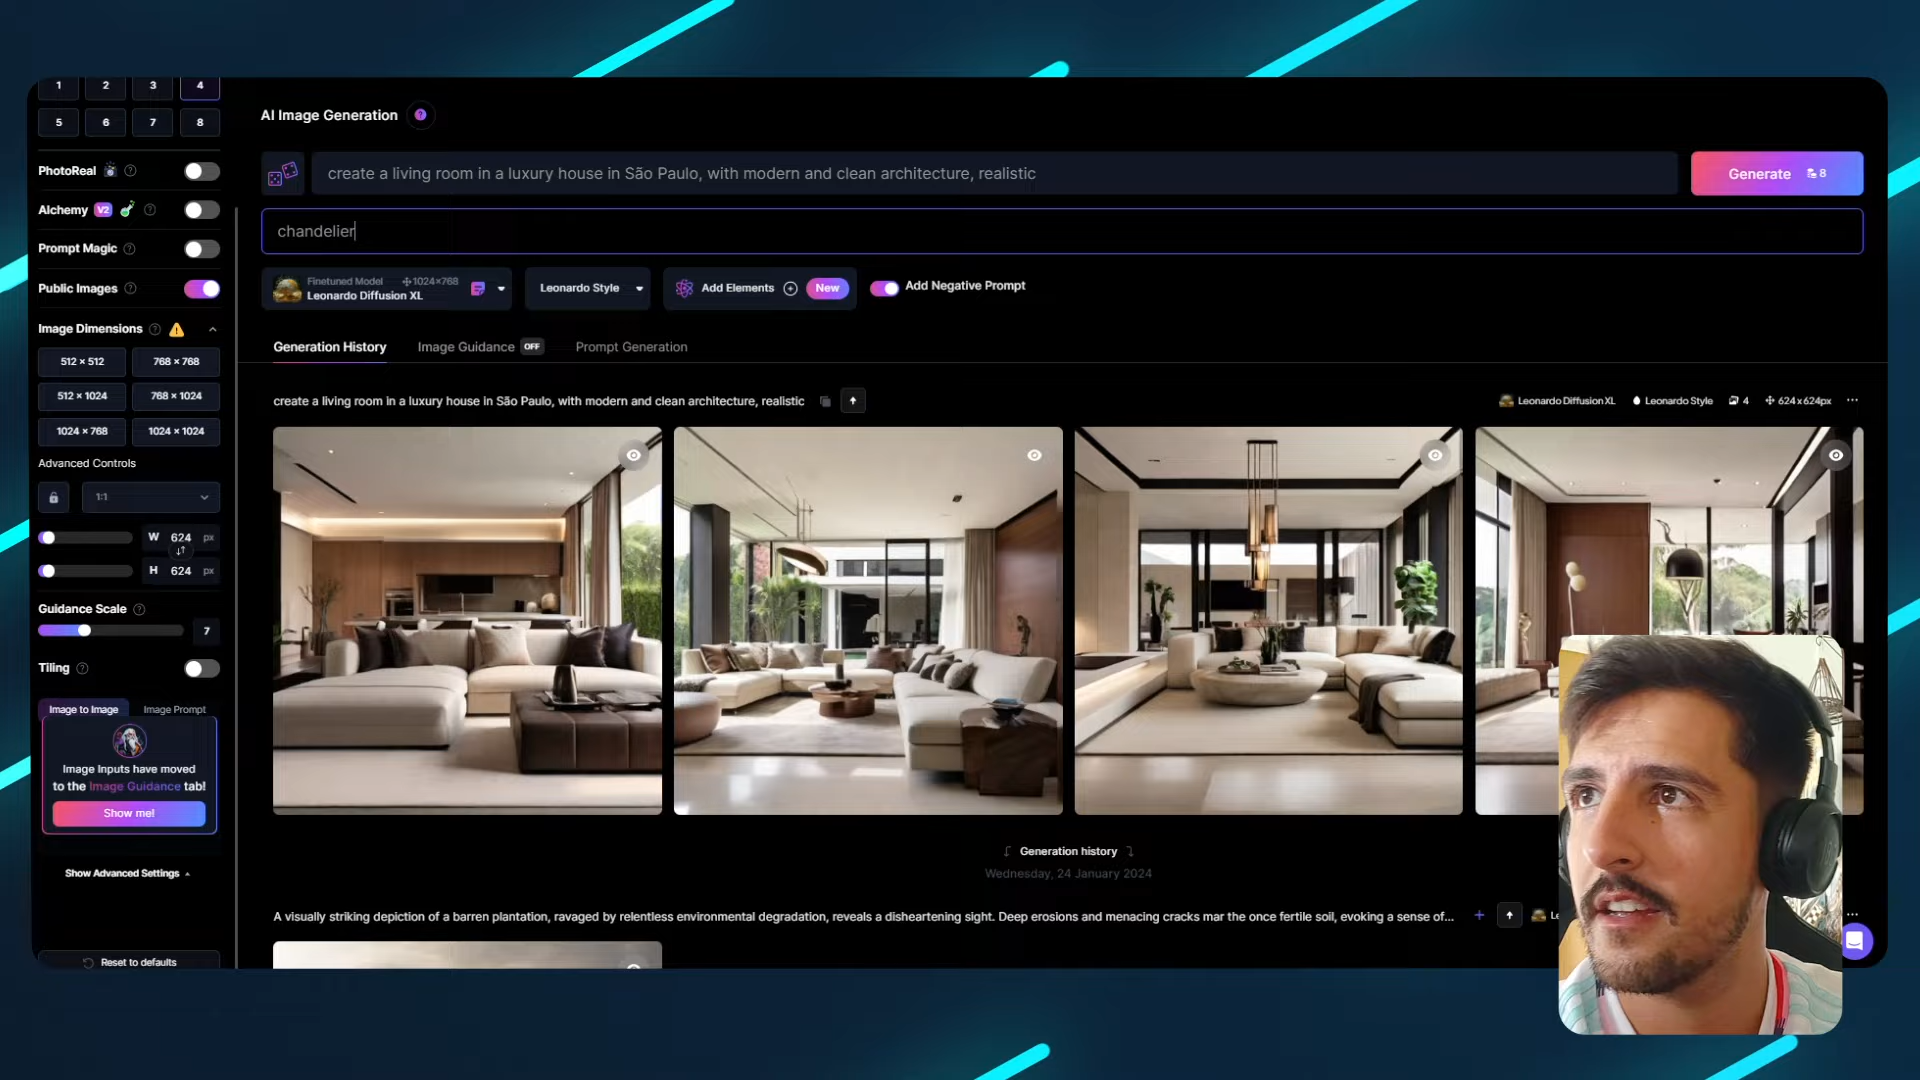 1 2 3 4
5 6 7 8
PhotoReal
Alchemy V2
Prompt Magic
Public Images
Image Dimensions
512 × 512 768 × 768
512 × 1024 768 × 1024
1024 × 768 1024 × 1024
Advanced Controls
1:1
W 624 px
H 624 px
Guidance Scale
7
Tiling
Image to Image Image Prompt
Image Inputs have moved
to the Image Guidance tab!
Show me!
Show Advanced Settings
Reset to defaults
AI Image Generation
create a living room in a luxury house in São Paulo, with modern and clean architecture, realistic
Generate 8
chandelier
Finetuned Model 1024×768
Leonardo Diffusion XL
Leonardo Style
Add Elements New
Add Negative Prompt
Generation History Image Guidance OFF Prompt Generation
create a living room in a luxury house in São Paulo, with modern and clean architecture, realistic
Leonardo Diffusion XL Leonardo Style 4 624 x 624px
Generation history
Wednesday, 24 January 2024
A visually striking depiction of a barren plantation, ravaged by relentless environmental degradation, reveals a disheartening sight. Deep erosions and menacing cracks mar the once fertile soil, evoking a sense of...
Le